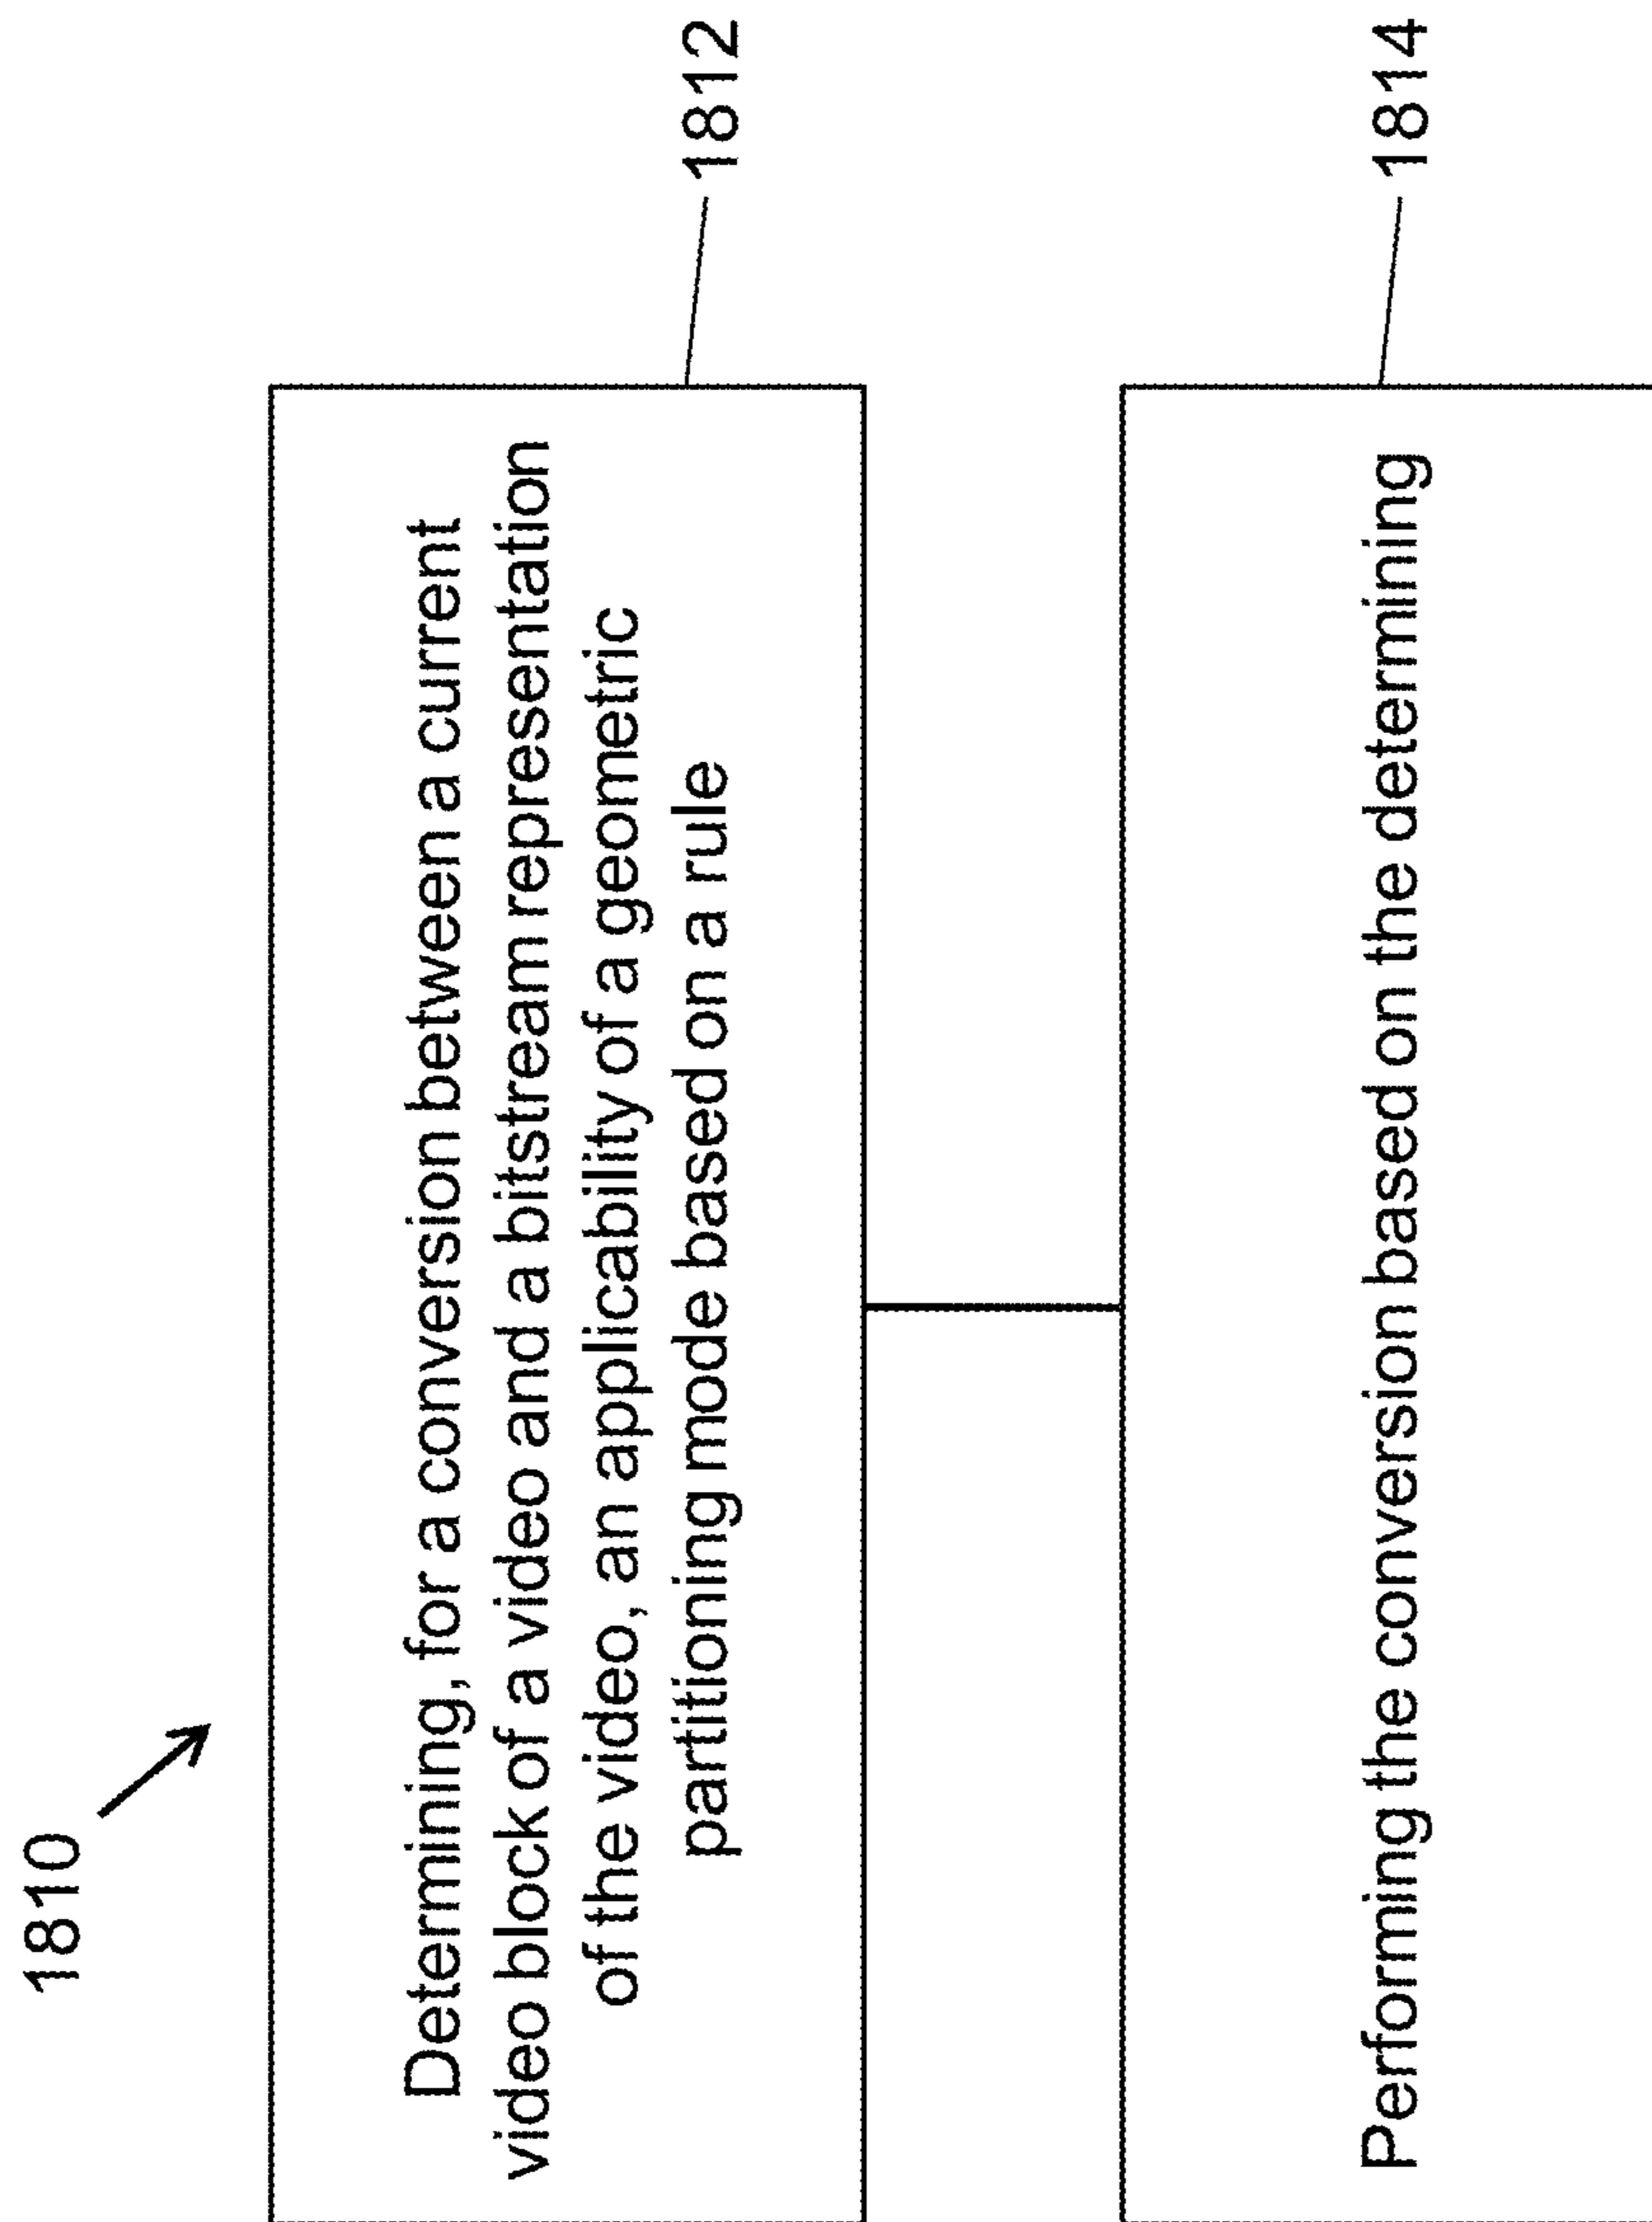 1810
Determining, for a conversion between a current
video block of a video and a bitstream representation
of the video, an applicability of a geometric
partitioning mode based on a rule
1812
Performing the conversion based on the determining
1814